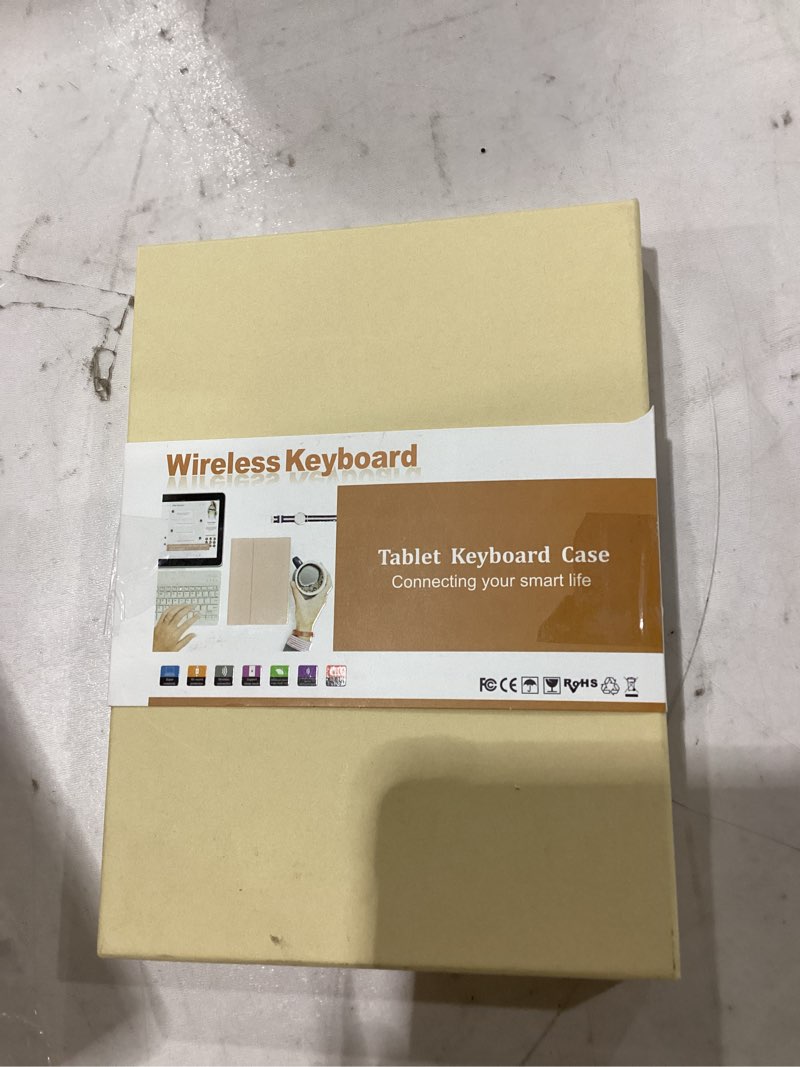 Wireless Keyboard
Tablet Keyboard Case
Connecting your smart life
FC CE RoHS